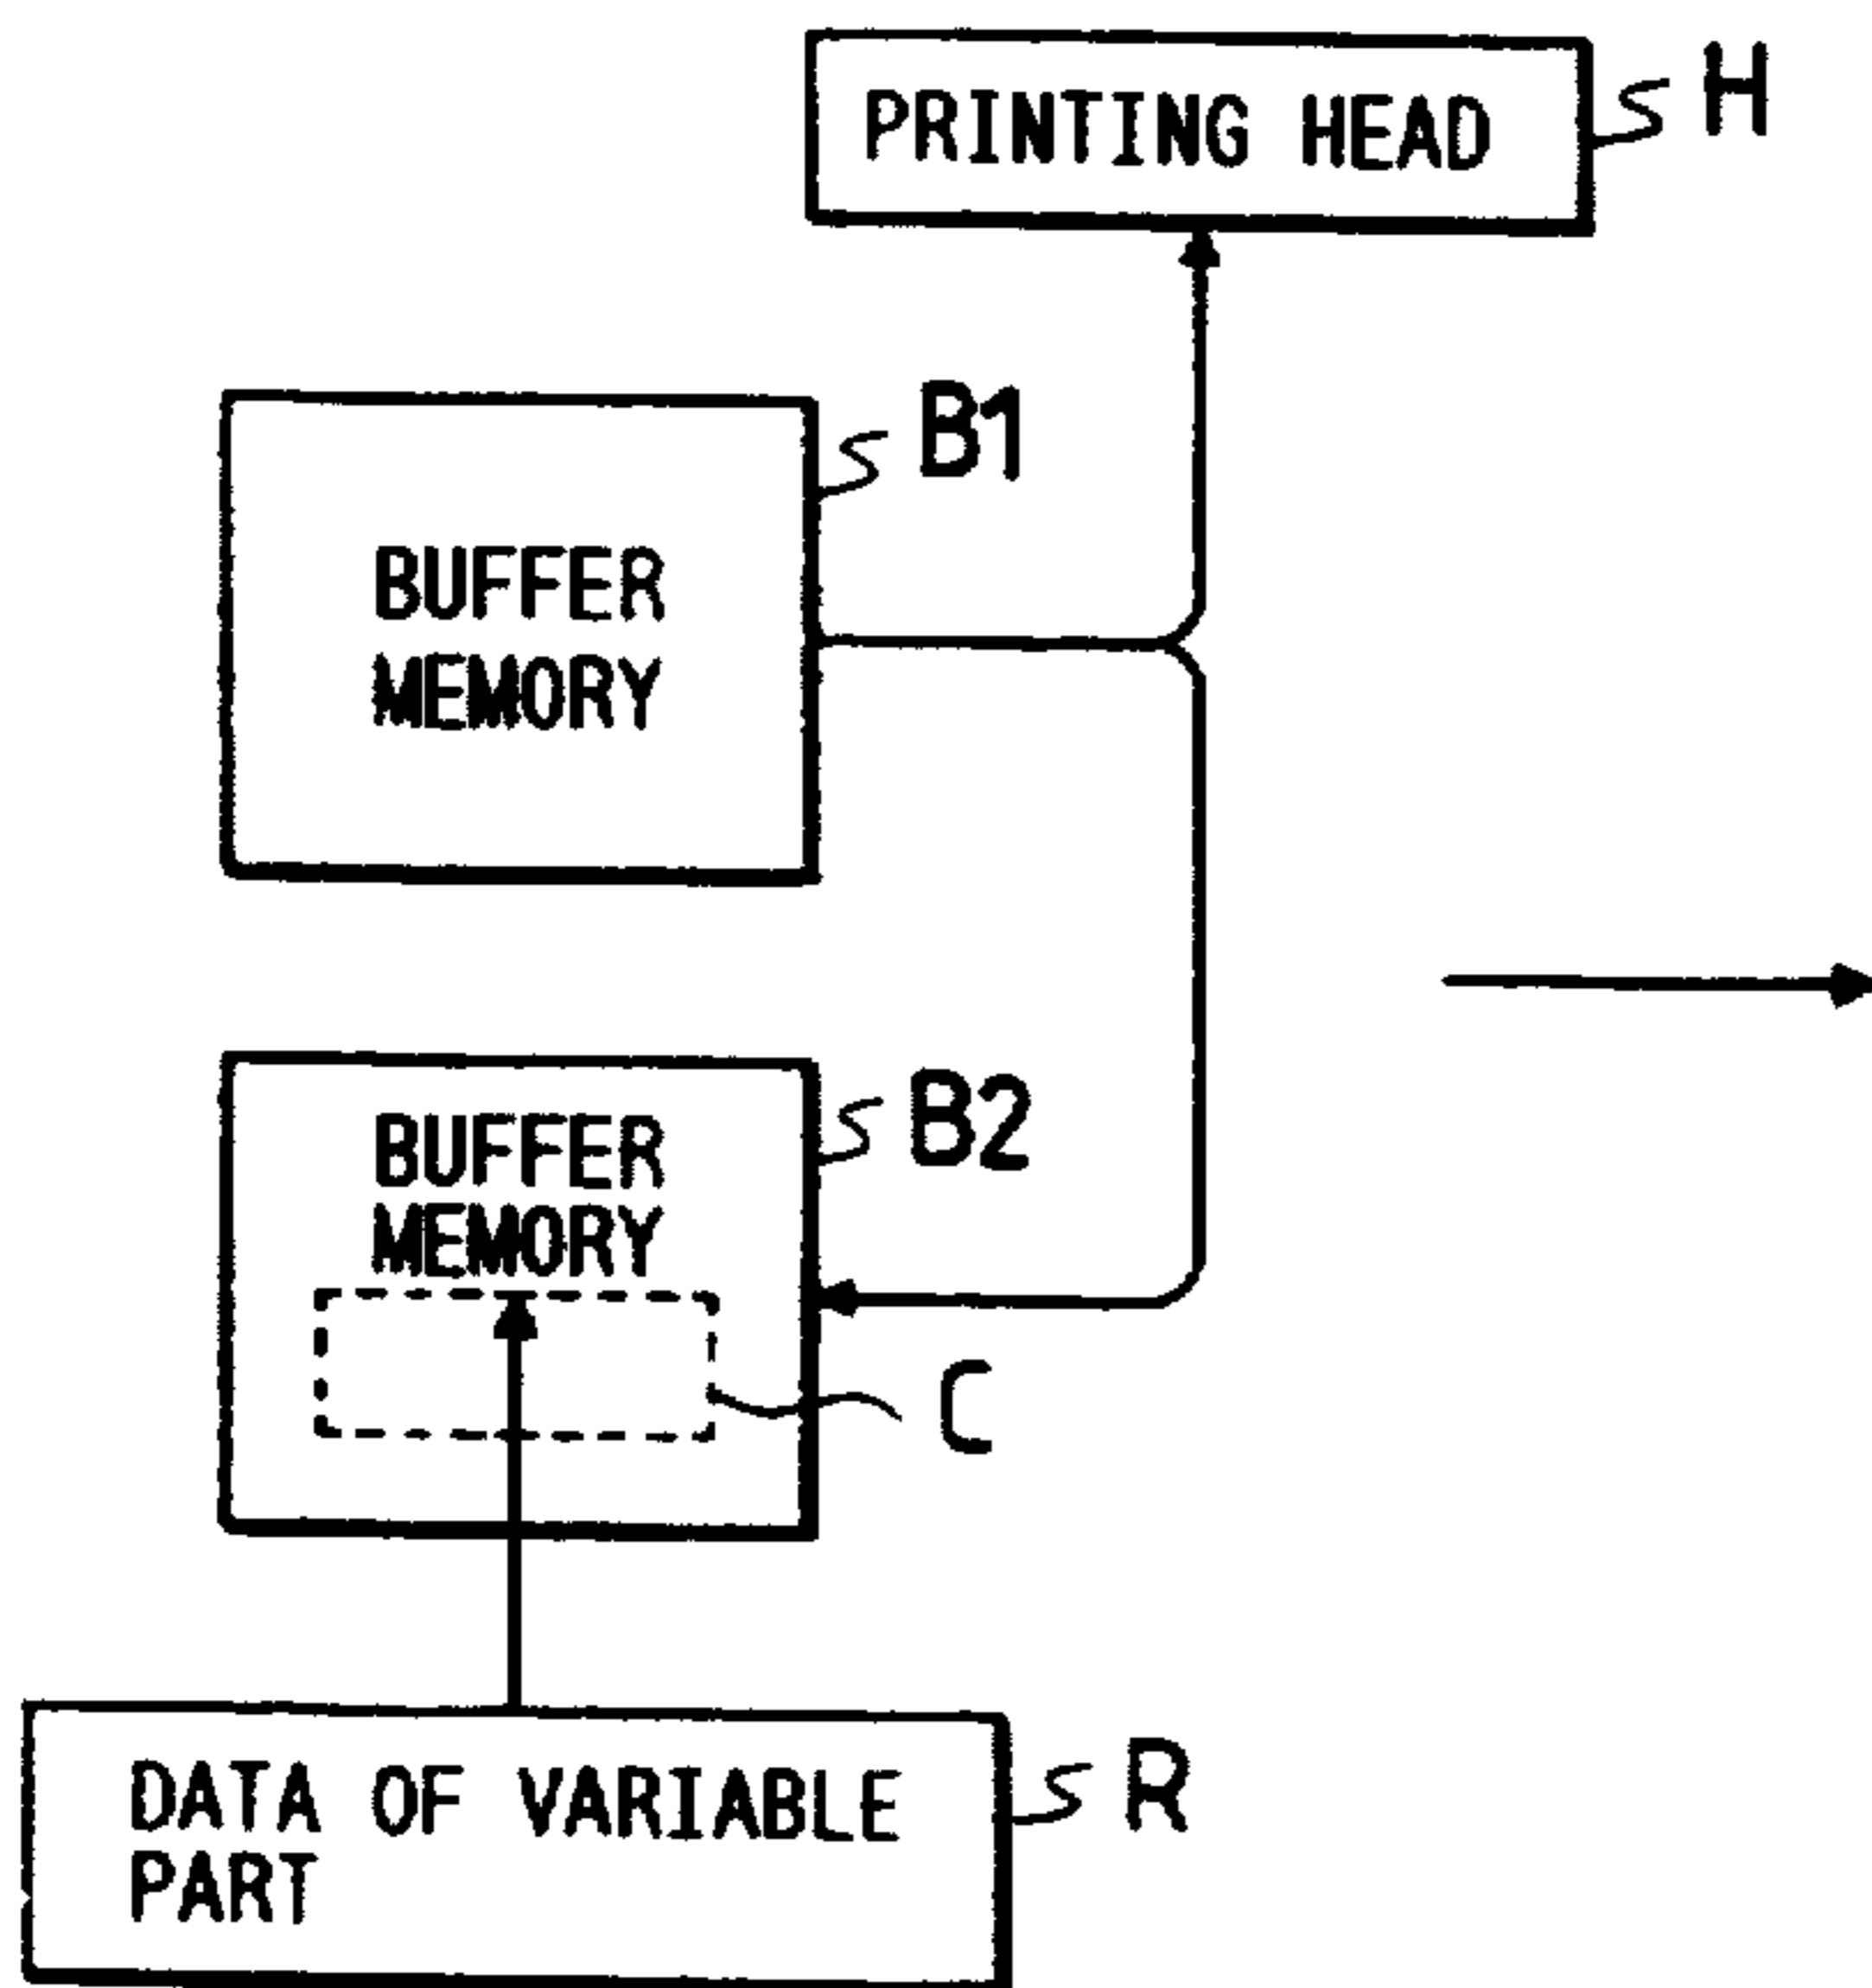 PRINTING HEAD
H
B1
BUFFER
MEMORY
B2
BUFFER
MEMORY
C
DATA OF VARIABLE
PART
R